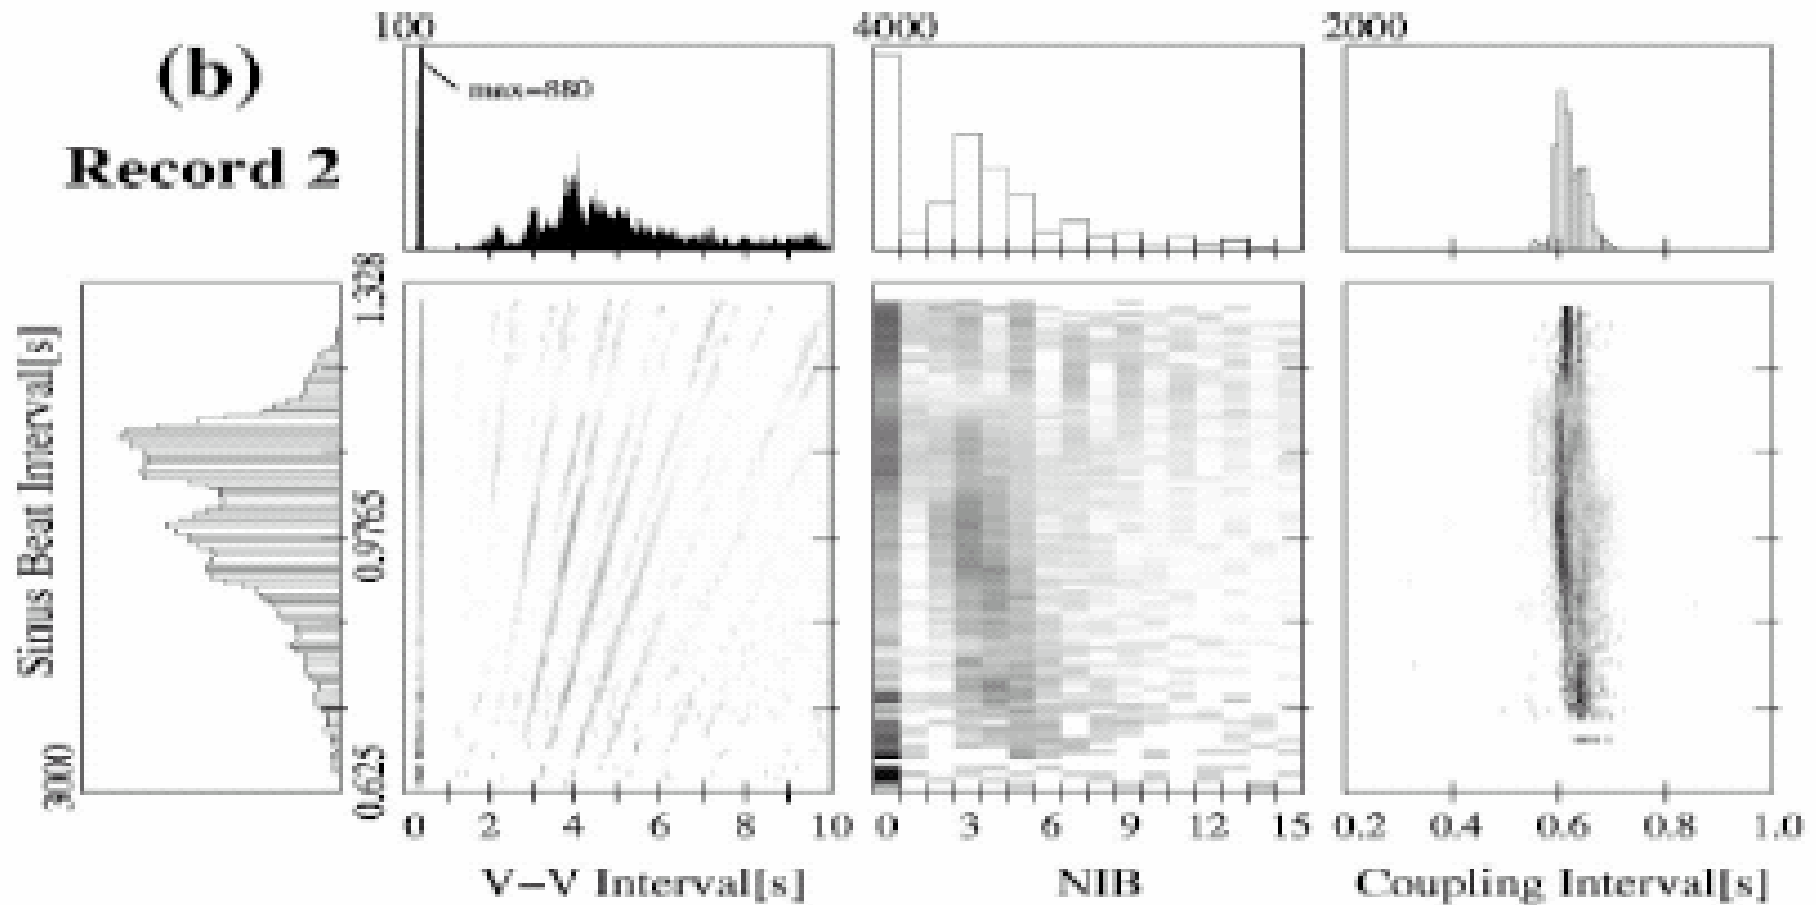 (b)
Record 2
100
max=880
4000
2000
Sinus Beat Interval[s]
3000
1.328
0.9765
0.625
0 2 4 6 8 10
V-V Interval[s]
0 3 6 9 12 15
NIB
0.2 0.4 0.6 0.8 1.0
Coupling Interval[s]